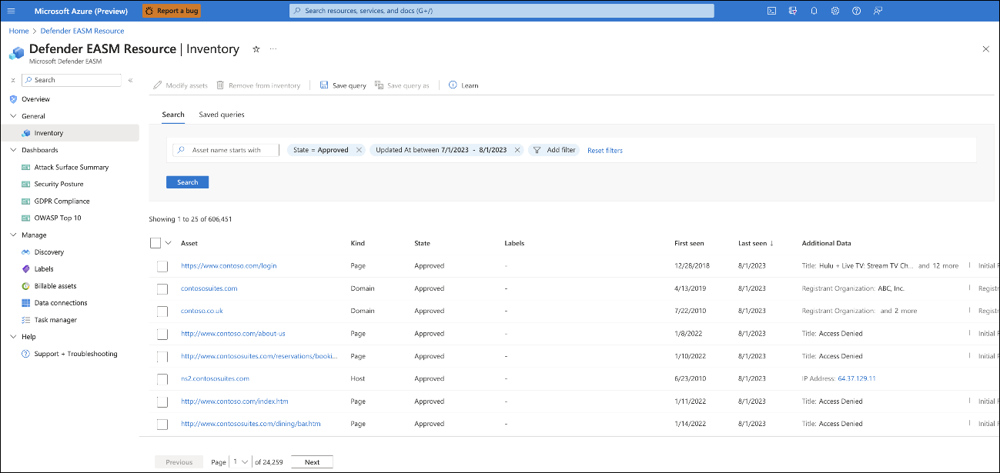 Microsoft Azure (Preview) Report a bug Search resources, services, and docs (G+/)
Home > Defender EASM Resource
Defender EASM Resource | Inventory ☆ ···
Microsoft Defender EASM
Search «
Overview
General
Inventory
Dashboards
Attack Surface Summary
Security Posture
GDPR Compliance
OWASP Top 10
Manage
Discovery
Labels
Billable assets
Data connections
Task manager
Help
Support + Troubleshooting
Modify assets Remove from inventory Save query Save query as Learn
Search Saved queries
Asset name starts with State = Approved Updated At between 7/1/2023 - 8/1/2023 Add filter Reset filters
Search
Showing 1 to 25 of 606,451
Asset Kind State Labels First seen Last seen ↓ Additional Data
https://www.contoso.com/login Page Approved - 12/28/2018 8/1/2023 Title: Hulu + Live TV: Stream TV Ch... and 12 more | Initial
contososuites.com Domain Approved - 4/13/2019 8/1/2023 Registrant Organization: ABC, Inc. |
contoso.co.uk Domain Approved - 7/22/2010 8/1/2023 Registrant Organization: and 2 more |
http://www.contoso.com/about-us Page Approved - 1/8/2022 8/1/2023 Title: Access Denied | Initial
http://www.contososuites.com/reservations/booki... Page Approved - 1/10/2022 8/1/2023 Title: Access Denied | Initial
ns2.contososuites.com Host Approved - 6/23/2010 8/1/2023 IP Address: 64.37.129.11
http://www.contoso.com/index.htm Page Approved - 1/11/2022 8/1/2023 Title: Access Denied | Initial
http://www.contososuites.com/dining/bar.htm Page Approved - 1/14/2022 8/1/2023 Title: Access Denied | Initial
Previous Page 1 of 24,259 Next